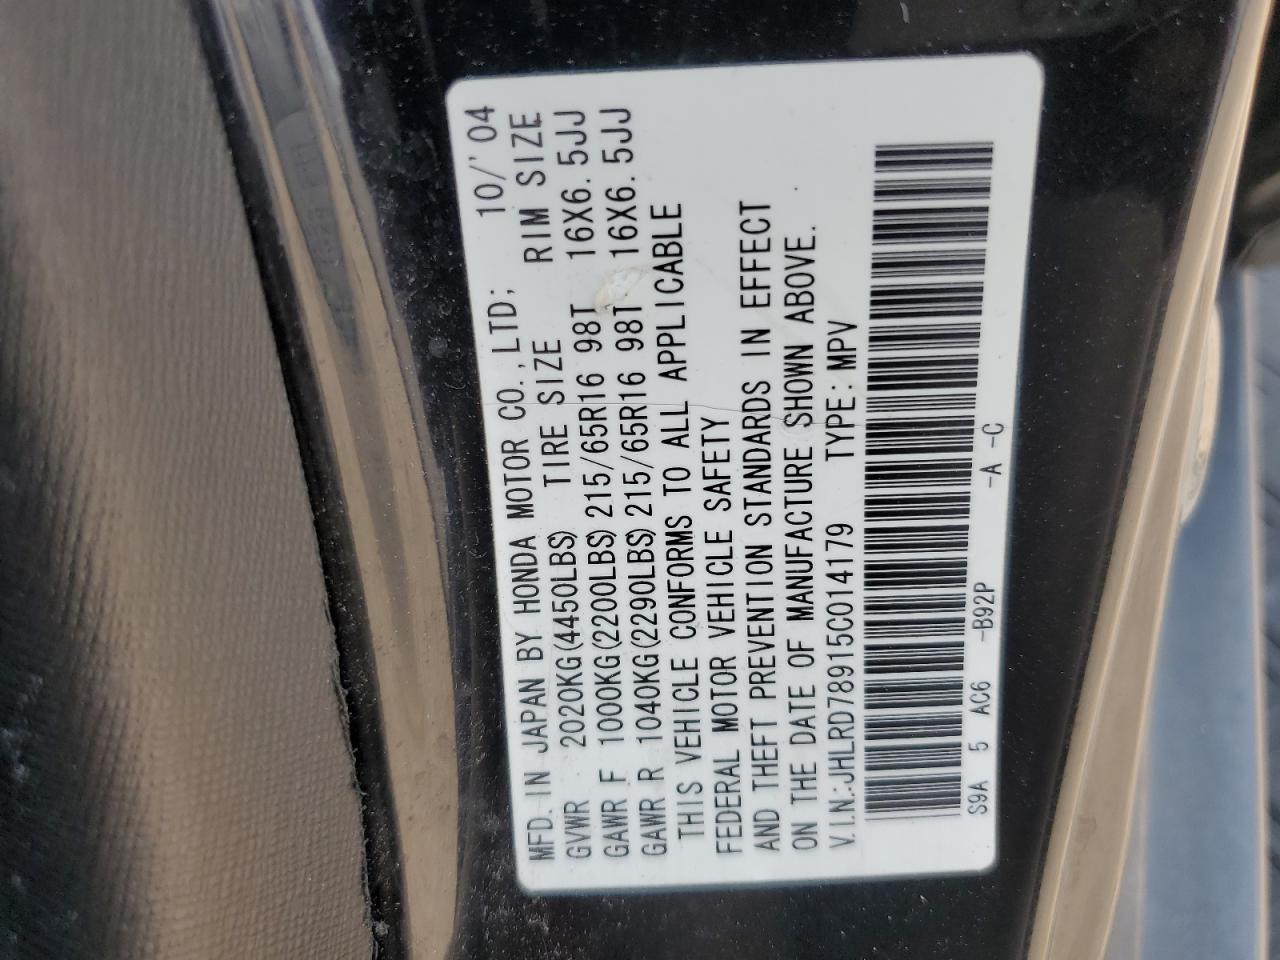 MFD. IN JAPAN BY HONDA MOTOR CO., LTD; 10/'04
GVWR 2020KG(4450LBS) TIRE SIZE RIM SIZE
GAWR F 1000KG(2200LBS) 215/65R16 98T 16X6.5JJ
GAWR R 1040KG(2290LBS) 215/65R16 98T 16X6.5JJ
THIS VEHICLE CONFORMS TO ALL APPLICABLE
FEDERAL MOTOR VEHICLE SAFETY
AND THEFT PREVENTION STANDARDS IN EFFECT
ON THE DATE OF MANUFACTURE SHOWN ABOVE.
V.I.N.:JHLRD78915C014179 TYPE: MPV
S9A 5 AC6 -B92P -A -C